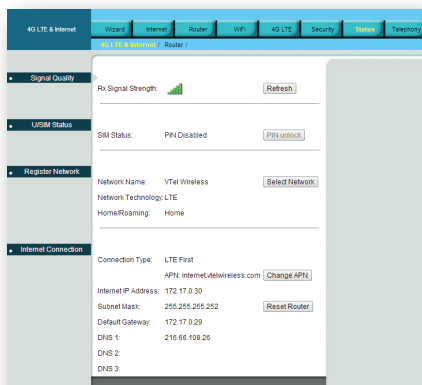 4G LTE & Internet
Wizard Internet Router WiFi 4G LTE Security Status Telephony
4G LTE & Internet / Router /
Signal Quality
Rx Signal Strength: Refresh
U/SIM Status
SIM Status: PIN Disabled PIN unlock
Register Network
Network Name: VTel Wireless Select Network
Network Technology: LTE
Home/Roaming: Home
Internet Connection
Connection Type: LTE First
APN: internet.vtelwireless.com Change APN
Internet IP Address: 172.17.0.30
Subnet Mask: 255.255.255.252 Reset Router
Default Gateway: 172.17.0.29
DNS 1: 216.66.108.26
DNS 2:
DNS 3: